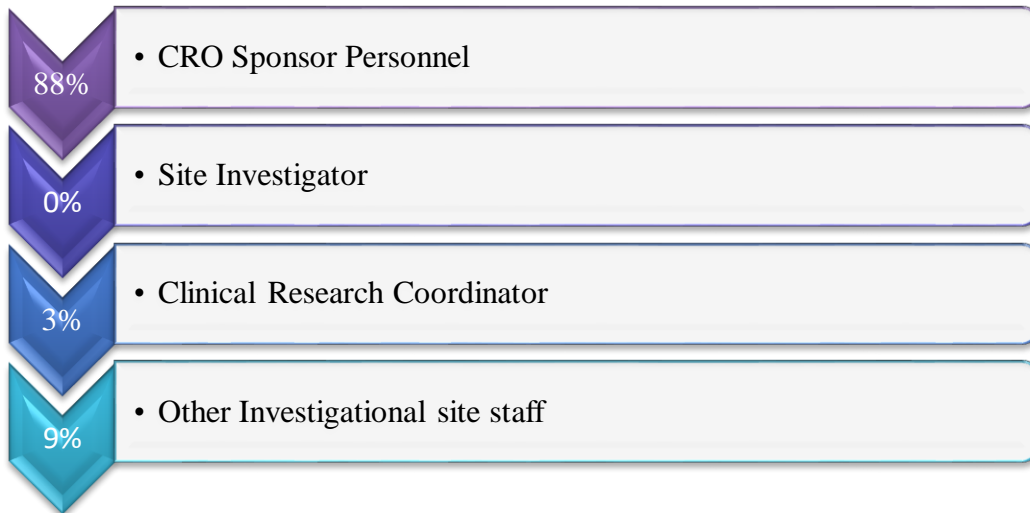 88%
• CRO Sponsor Personnel
0%
• Site Investigator
3%
• Clinical Research Coordinator
9%
• Other Investigational site staff